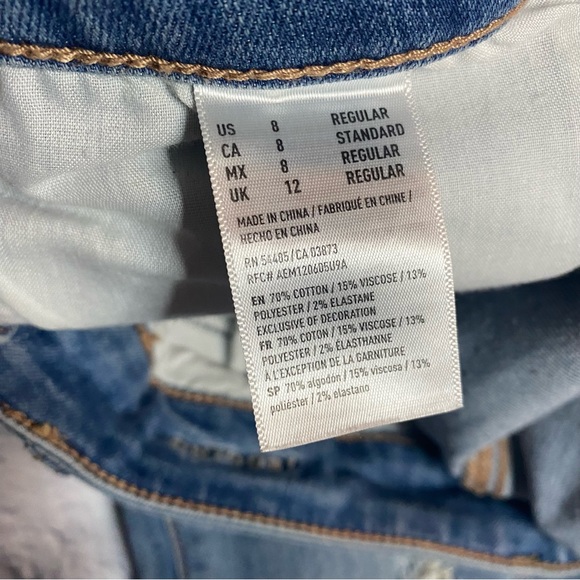 US 8 REGULAR
CA 8 STANDARD
MX 8 REGULAR
UK 12 REGULAR
MADE IN CHINA / FABRIQUÉ EN CHINE /
HECHO EN CHINA
RN 54485/CA 03873
RFC# AEM120605U9A
EN 70% COTTON / 15% VISCOSE / 13%
POLYESTER / 2% ELASTANE
EXCLUSIVE OF DECORATION
FR 70% COTON / 15% VISCOSE / 13%
POLYESTER / 2% ÉLASTHANNE
À L'EXCEPTION DE LA GARNITURE
SP 70% algodón / 15% viscosa / 13%
poliéster / 2% elastano